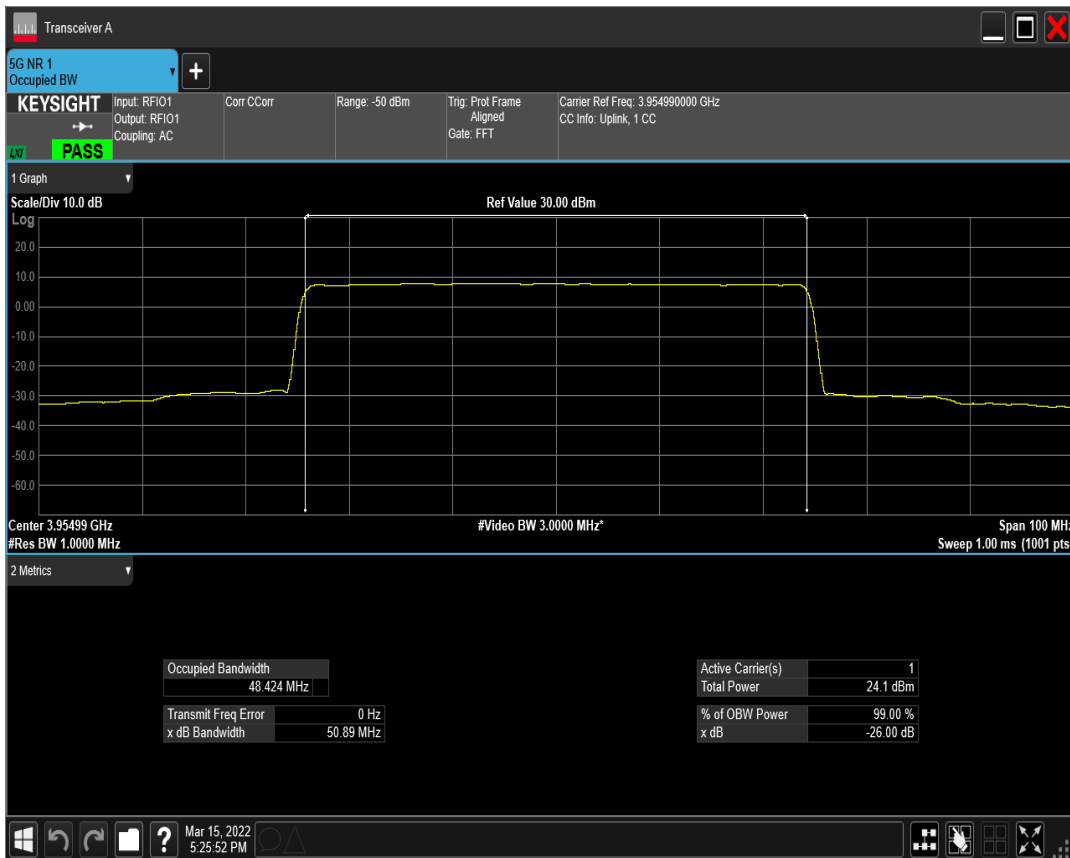 Transceiver A
5G NR 1
Occupied BW
KEYSIGHT
LXI
PASS
Input: RFIO1
Output: RFIO1
Coupling: AC
Corr CCorr
Range: -50 dBm
Trig: Prot Frame
Aligned
Gate: FFT
Carrier Ref Freq: 3.954990000 GHz
CC Info: Uplink, 1 CC
1 Graph
Scale/Div 10.0 dB
Ref Value 30.00 dBm
Log
20.0
10.0
0.00
-10.0
-20.0
-30.0
-40.0
-50.0
-60.0
Center 3.95499 GHz
#Video BW 3.0000 MHz*
Span 100 MHz
#Res BW 1.0000 MHz
Sweep 1.00 ms (1001 pts
2 Metrics
Occupied Bandwidth
48.424 MHz
Transmit Freq Error 0 Hz
x dB Bandwidth 50.89 MHz
Active Carrier(s) 1
Total Power 24.1 dBm
% of OBW Power 99.00 %
x dB -26.00 dB
Mar 15, 2022
5:25:52 PM